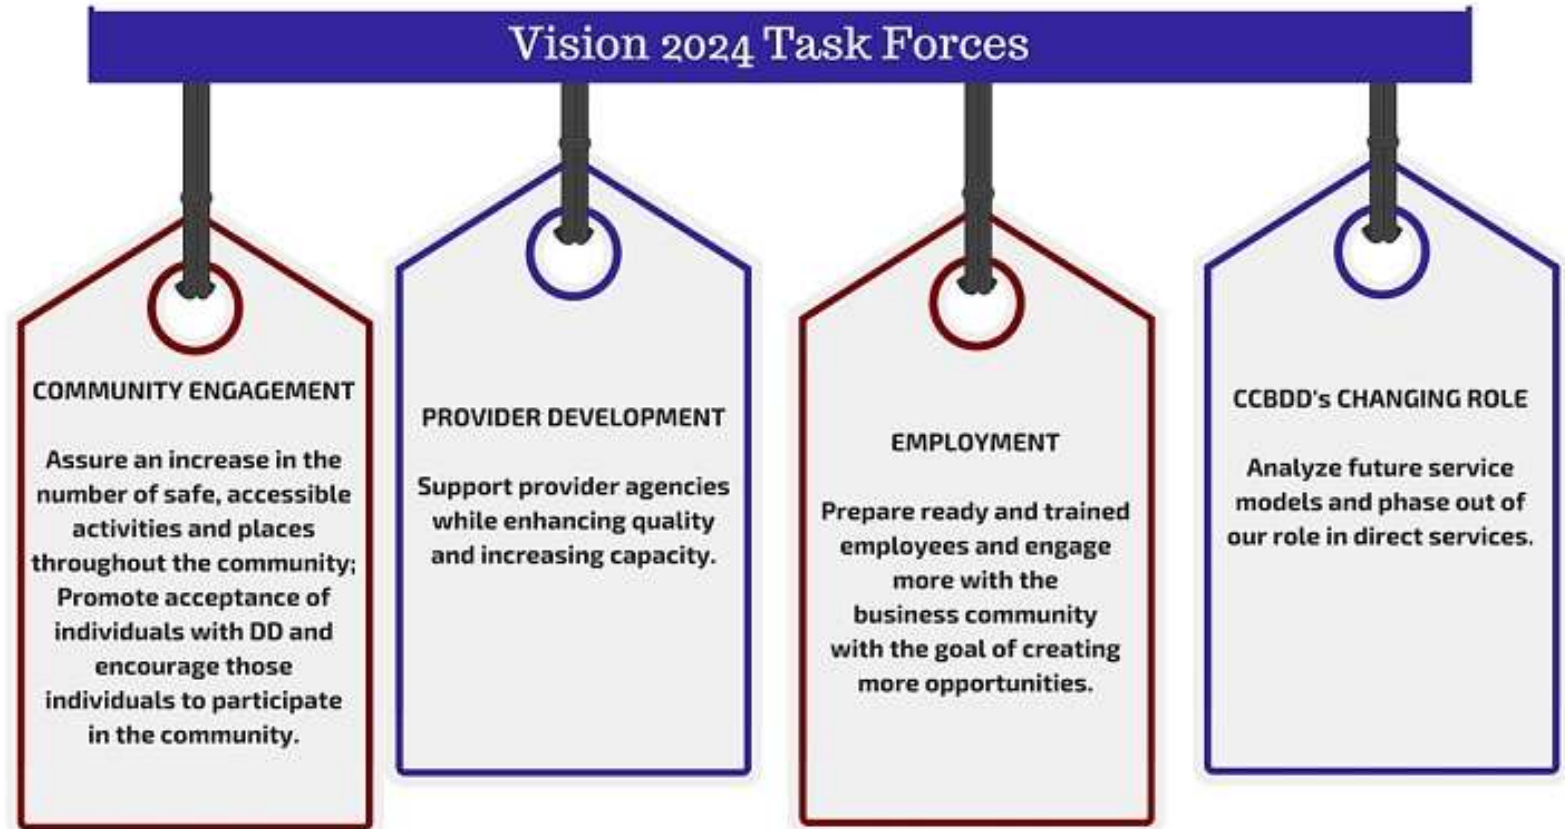 Vision 2024 Task Forces
COMMUNITY ENGAGEMENT
Assure an increase in the
number of safe, accessible
activities and places
throughout the community;
Promote acceptance of
individuals with DD and
encourage those
individuals to participate
in the community.
PROVIDER DEVELOPMENT
Support provider agencies
while enhancing quality
and increasing capacity.
EMPLOYMENT
Prepare ready and trained
employees and engage
more with the
business community
with the goal of creating
more opportunities.
CCBDD's CHANGING ROLE
Analyze future service
models and phase out of
our role in direct services.